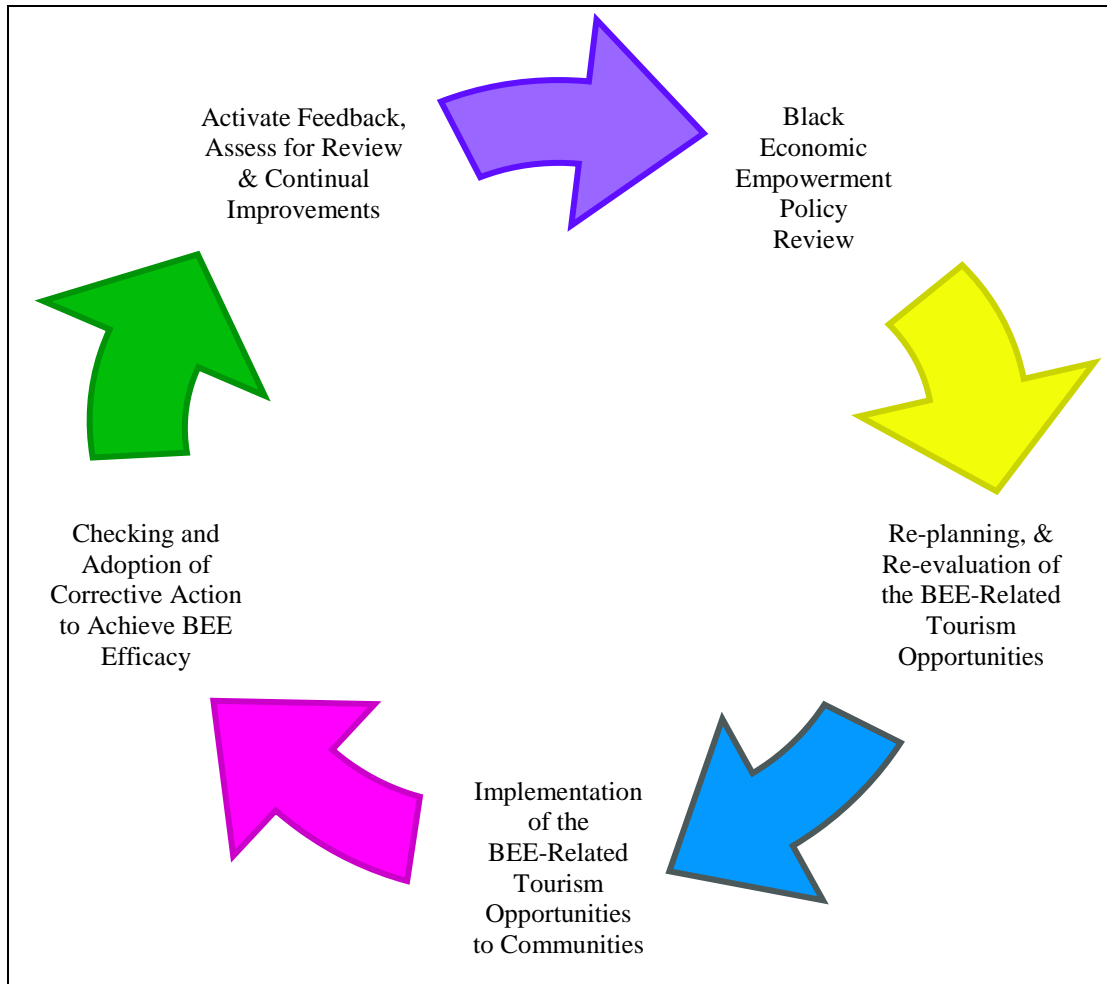 Activate Feedback,
Assess for Review
& Continual
Improvements
Black
Economic
Empowerment
Policy
Review
Re-planning, &
Re-evaluation of
the BEE-Related
Tourism
Opportunities
Implementation
of the
BEE-Related
Tourism
Opportunities
to Communities
Checking and
Adoption of
Corrective Action
to Achieve BEE
Efficacy